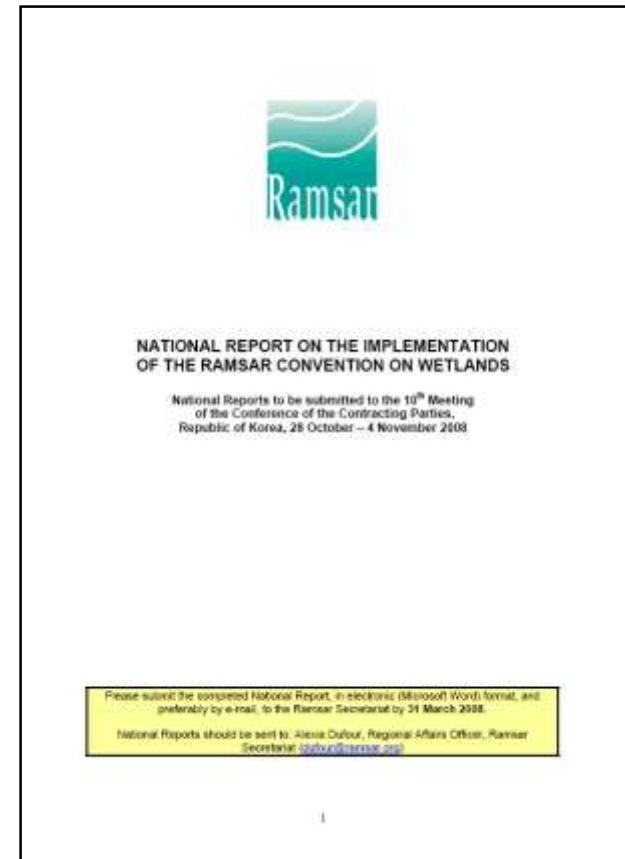 Ramsar
NATIONAL REPORT ON THE IMPLEMENTATION
OF THE RAMSAR CONVENTION ON WETLANDS
National Reports to be submitted to the 10th Meeting
of the Conference of the Contracting Parties,
Republic of Korea, 28 October – 4 November 2008
Please submit the completed National Report, in electronic (Microsoft Word) format, and
preferably by e-mail, to the Ramsar Secretariat by 31 March 2008.
National Reports should be sent to: Alexia Dufour, Regional Affairs Officer, Ramsar
Secretariat (dufour@ramsar.org)
1